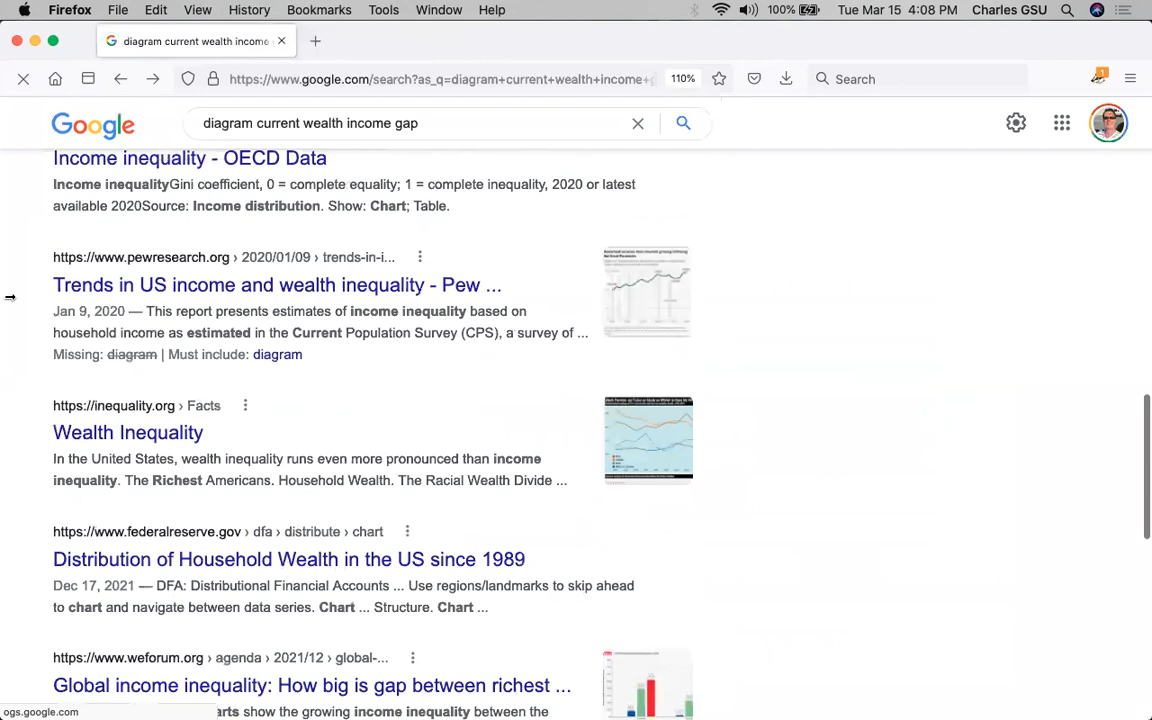 Firefox File Edit View History Bookmarks Tools Window Help 100% Tue Mar 15 4:08 PM Charles GSU
diagram current wealth income
https://www.google.com/search?as_q=diagram+current+wealth+income+g 110% Search 1
Google diagram current wealth income gap
Income inequality - OECD Data
Income inequalityGini coefficient, 0 = complete equality; 1 = complete inequality, 2020 or latest
available 2020Source: Income distribution. Show: Chart; Table.
https://www.pewresearch.org › 2020/01/09 › trends-in-i...
Trends in US income and wealth inequality - Pew ...
Jan 9, 2020 — This report presents estimates of income inequality based on
household income as estimated in the Current Population Survey (CPS), a survey of ...
Missing: diagram | Must include: diagram
https://inequality.org › Facts
Wealth Inequality
In the United States, wealth inequality runs even more pronounced than income
inequality. The Richest Americans. Household Wealth. The Racial Wealth Divide ...
https://www.federalreserve.gov › dfa › distribute › chart
Distribution of Household Wealth in the US since 1989
Dec 17, 2021 — DFA: Distributional Financial Accounts ... Use regions/landmarks to skip ahead
to chart and navigate between data series. Chart ... Structure. Chart ...
https://www.weforum.org › agenda › 2021/12 › global-...
Global income inequality: How big is gap between richest ...
arts show the growing income inequality between the
ogs.google.com